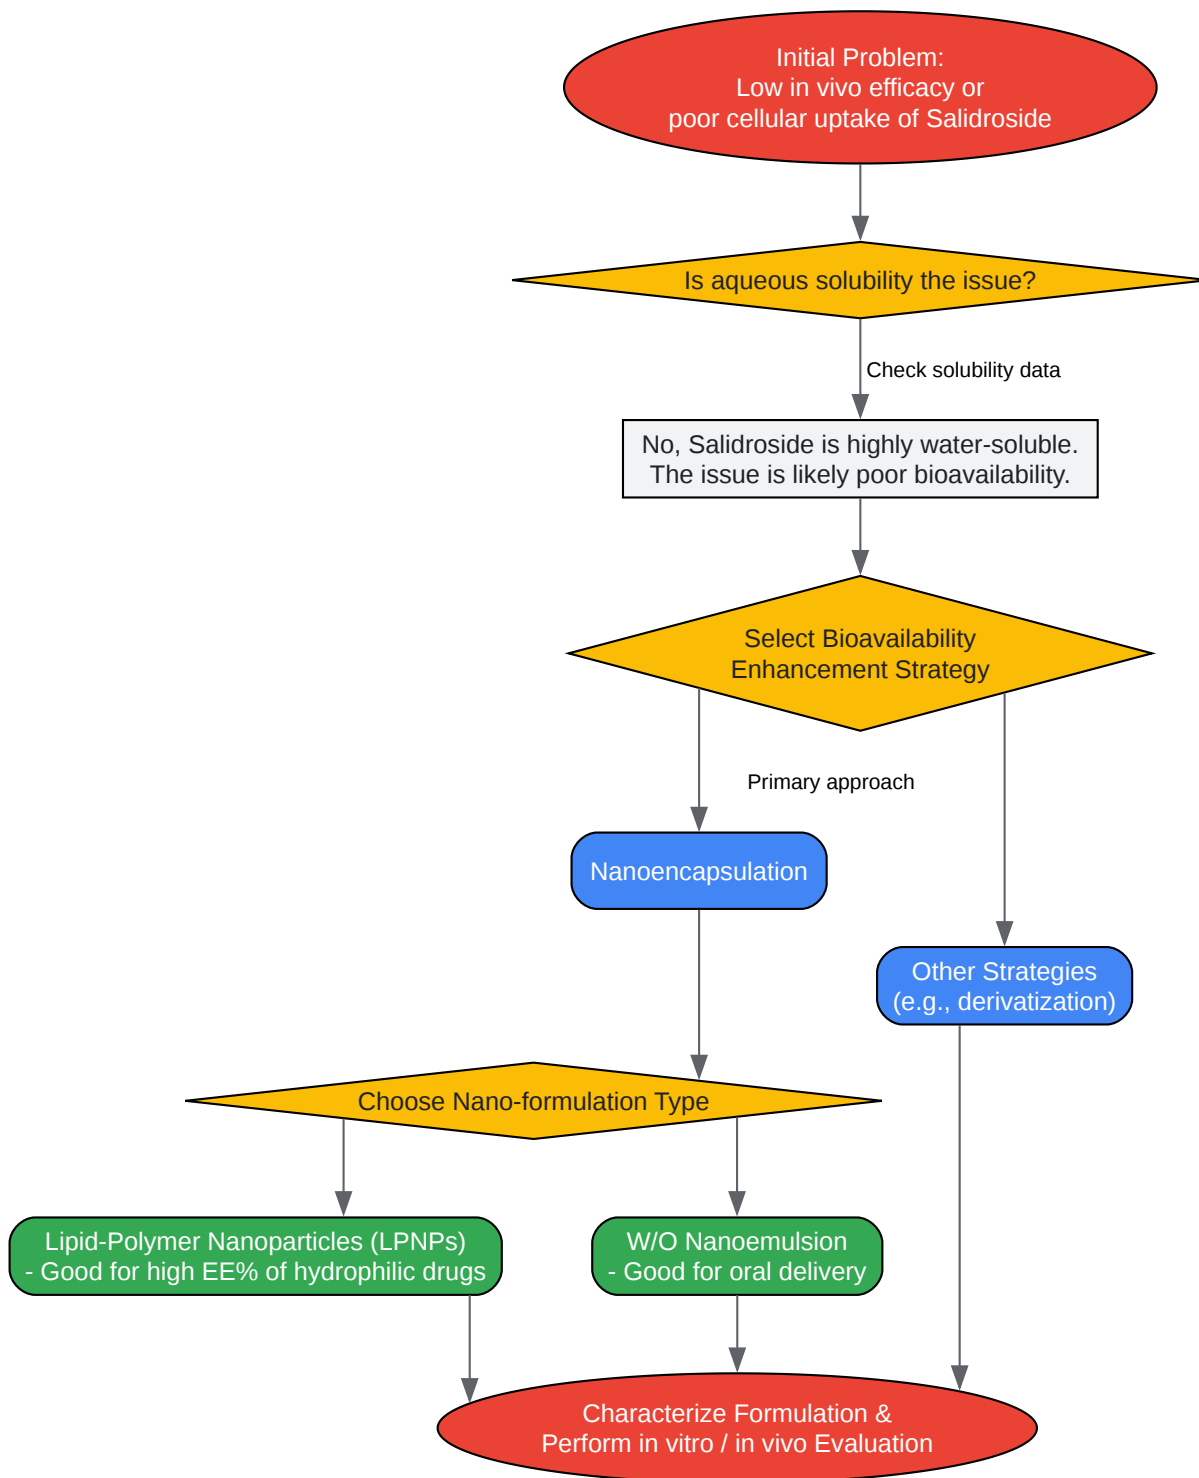 Initial Problem:
Low in vivo efficacy or
poor cellular uptake of Salidroside
Is aqueous solubility the issue?
Check solubility data
No, Salidroside is highly water-soluble.
The issue is likely poor bioavailability.
Select Bioavailability
Enhancement Strategy
Primary approach
Nanoencapsulation
Other Strategies
(e.g., derivatization)
Choose Nano-formulation Type
Lipid-Polymer Nanoparticles (LPNPs)
- Good for high EE% of hydrophilic drugs
W/O Nanoemulsion
- Good for oral delivery
Characterize Formulation &
Perform in vitro / in vivo Evaluation